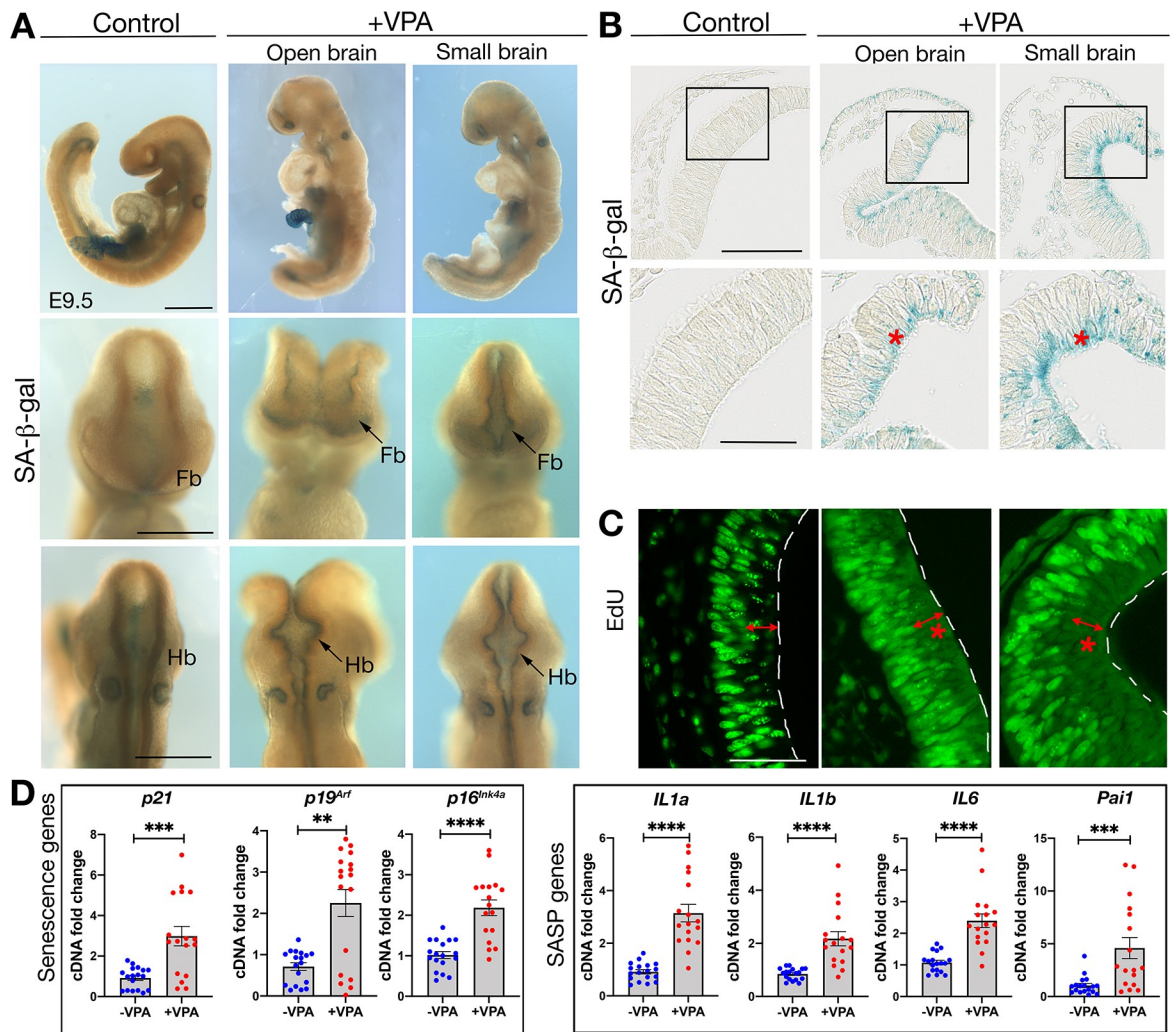 A Control +VPA
Open brain Small brain
E9.5
SA-β-gal
Fb Fb Fb
Hb Hb Hb
B Control +VPA
Open brain Small brain
SA-β-gal
*
*
C
EdU
*
*
D
Senescence genes
p21 p19Arf p16Ink4a
*** ** ****
cDNA fold change cDNA fold change cDNA fold change
8 6 4 2 0
4 3 2 1 0
4 3 2 1 0
-VPA +VPA -VPA +VPA -VPA +VPA
SASP genes
IL1a IL1b IL6 Pai1
**** **** **** ***
cDNA fold change cDNA fold change cDNA fold change cDNA fold change
6 4 2 0
6 4 2 0
6 4 2 0
15 10 5 0
-VPA +VPA -VPA +VPA -VPA +VPA -VPA +VPA